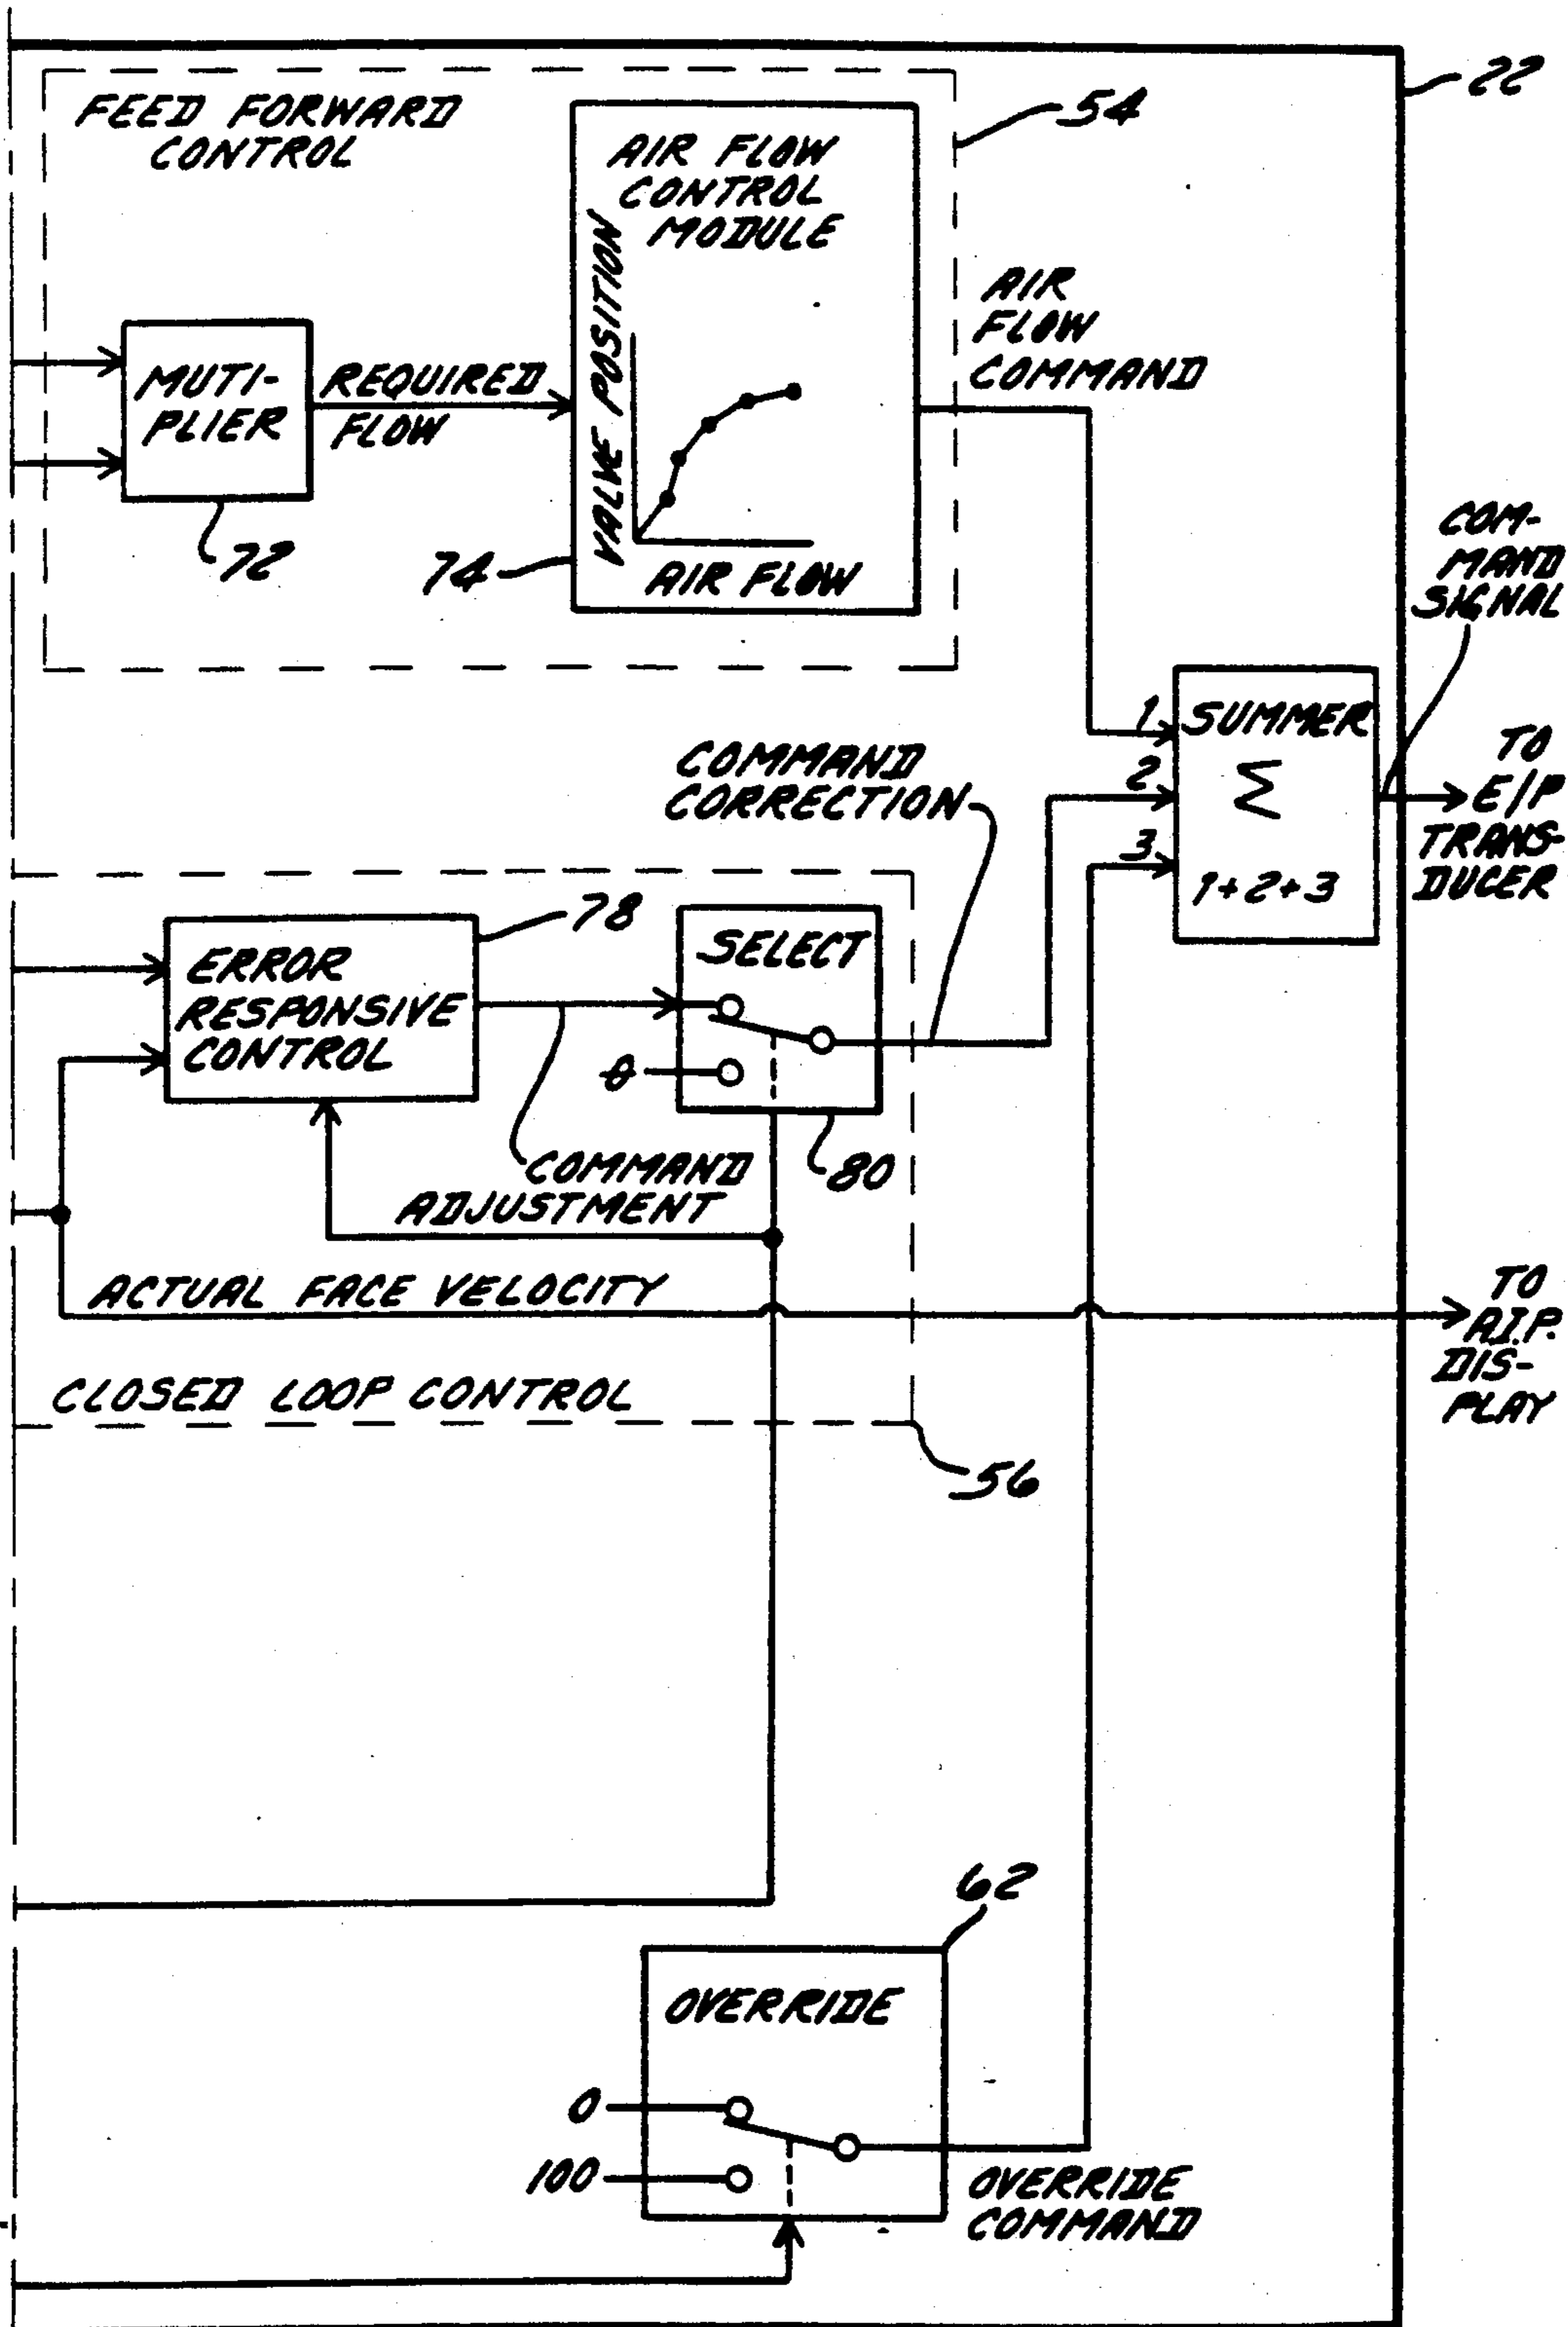 22
FEED FORWARD
CONTROL
54
AIR FLOW
CONTROL
MODULE
VALVE POSITION
AIR FLOW
74
MUTI-
PLIER
72
REQUIRED
FLOW
AIR
FLOW
COMMAND
COM-
MAND
SIGNAL
1
2
3
SUMMER
Σ
1+2+3
TO
E/P
TRANS-
DUCER
COMMAND
CORRECTION
78
ERROR
RESPONSIVE
CONTROL
SELECT
0
80
COMMAND
ADJUSTMENT
ACTUAL FACE VELOCITY
TO
A.I.P.
DIS-
PLAY
CLOSED LOOP CONTROL
56
62
OVERRIDE
0
100
OVERRIDE
COMMAND